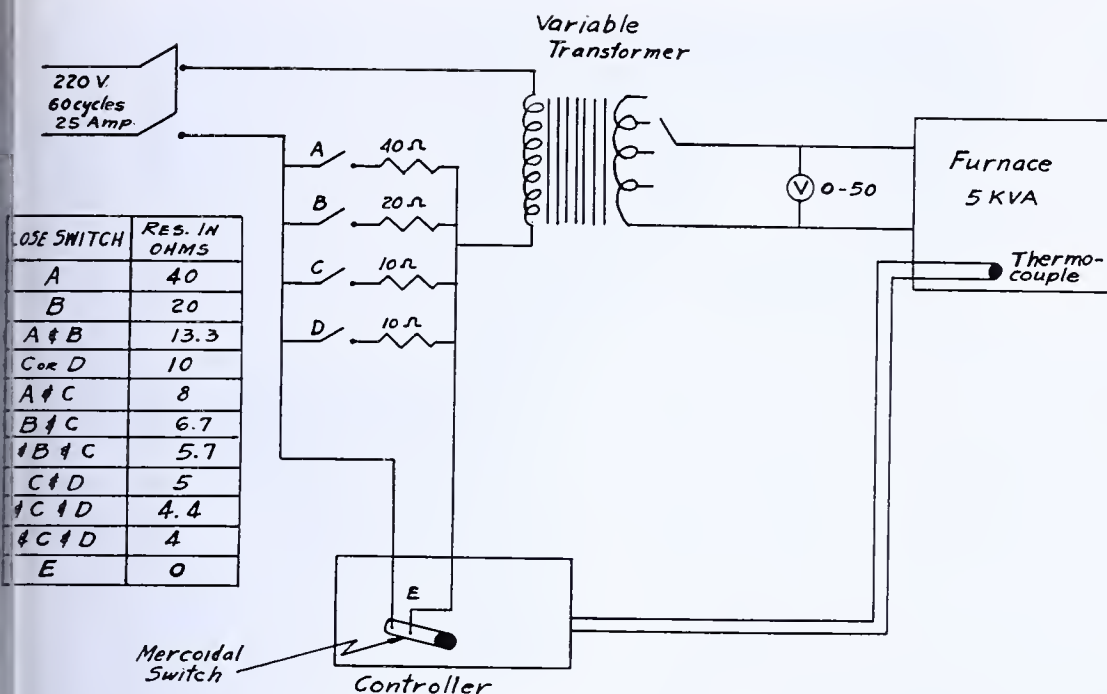 Variable
Transformer
220 V.
60 cycles
25 Amp.
A 40 Ω
B 20 Ω
C 10 Ω
D 10 Ω
V 0-50
Furnace
5 KVA
Thermo-
couple
LOSE SWITCH RES. IN OHMS
A 40
B 20
A & B 13.3
C OR D 10
A & C 8
B & C 6.7
& B & C 5.7
C & D 5
& C & D 4.4
& C & D 4
E 0
E
Mercoidal
Switch
Controller